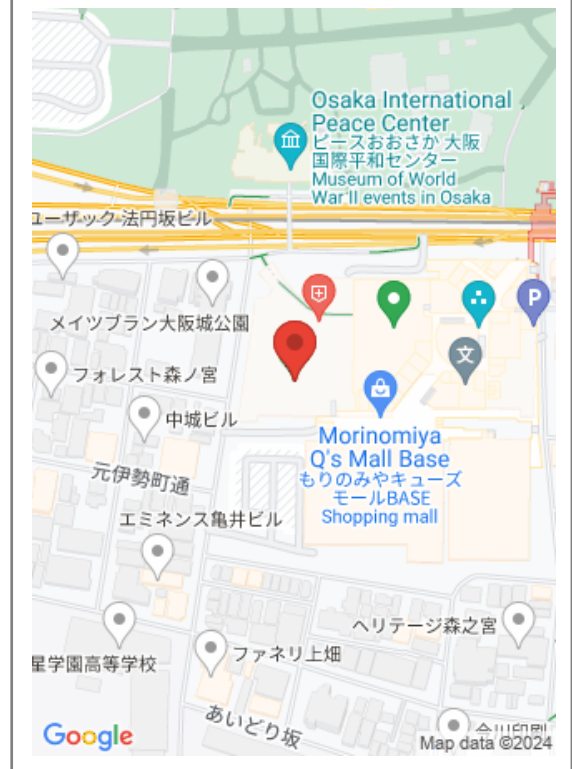 Osaka International
Peace Center
ピースおおさか 大阪
国際平和センター
Museum of World
War II events in Osaka
ユーザック 法円坂ビル
メイツブラン大阪城公園
P
文
フォレスト森ノ宮
中城ビル
Morinomiya
Q's Mall Base
もりのみやキューズ
モールBASE
Shopping mall
元伊勢町通
エミネンス亀井ビル
ヘリテージ森之宮
星学園高等学校
ファネリ上畑
あいどり坂
合川印刷
Google
Map data ©2024